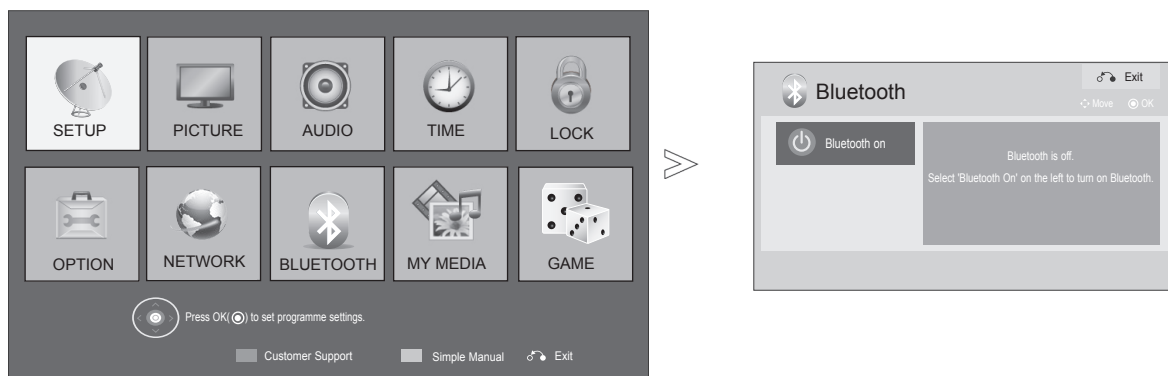 SETUP PICTURE AUDIO TIME LOCK
OPTION NETWORK BLUETOOTH MY MEDIA GAME
Press OK( ) to set programme settings.
Customer Support Simple Manual Exit
Bluetooth
Exit
Move OK
Bluetooth on
Bluetooth is off.
Select 'Bluetooth On' on the left to turn on Bluetooth.